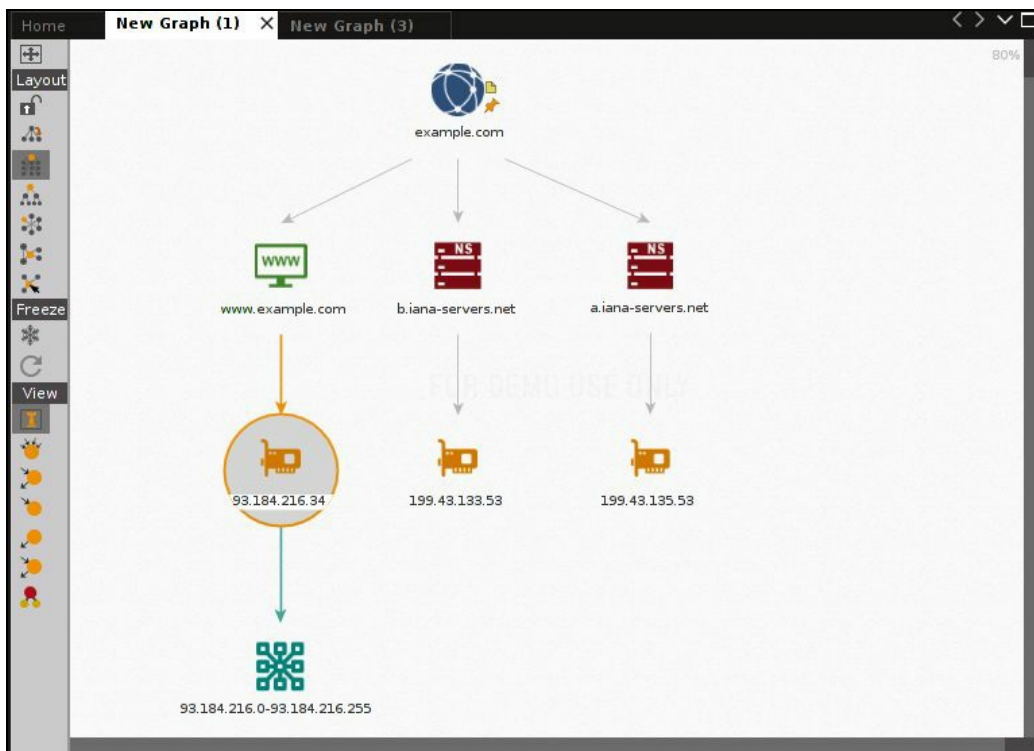 Home
New Graph (1)
New Graph (3)
80%
Layout
example.com
WWW
NS
NS
www.example.com
b.iana-servers.net
a.iana-servers.net
Freeze
View
FOR DEMO USE ONLY
93.184.216.34
199.43.133.53
199.43.135.53
93.184.216.0-93.184.216.255